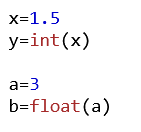 x=1.5
y=int(x)
a=3
b=float(a)